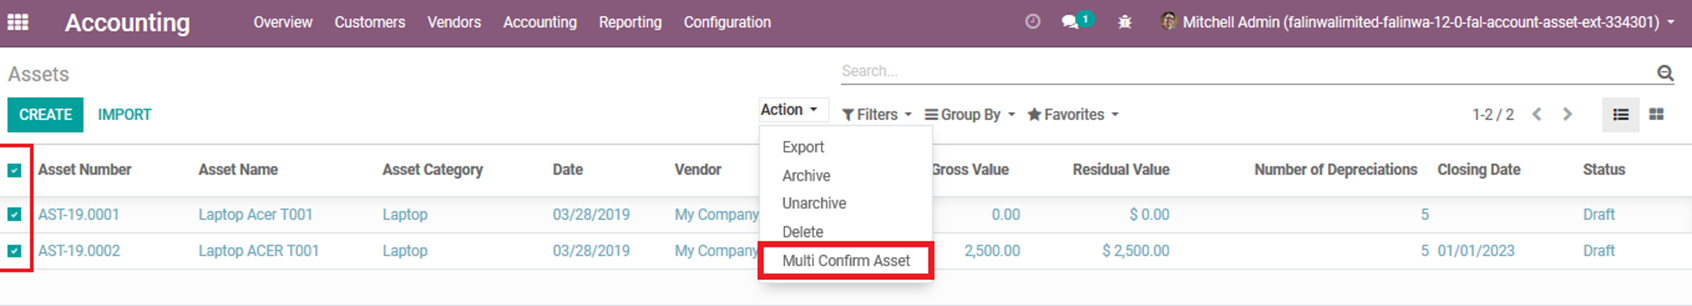 Accounting Overview Customers Vendors Accounting Reporting Configuration 1 Mitchell Admin (falinwalimited-falinwa-12-0-fal-account-asset-ext-334301)
Assets Search...
CREATE IMPORT Action Filters Group By Favorites 1-2 / 2
Export
Archive
Unarchive
Delete
Multi Confirm Asset
Asset Number Asset Name Asset Category Date Vendor Gross Value Residual Value Number of Depreciations Closing Date Status
AST-19.0001 Laptop Acer T001 Laptop 03/28/2019 My Company 0.00 $ 0.00 5 Draft
AST-19.0002 Laptop ACER T001 Laptop 03/28/2019 My Company 2,500.00 $ 2,500.00 5 01/01/2023 Draft